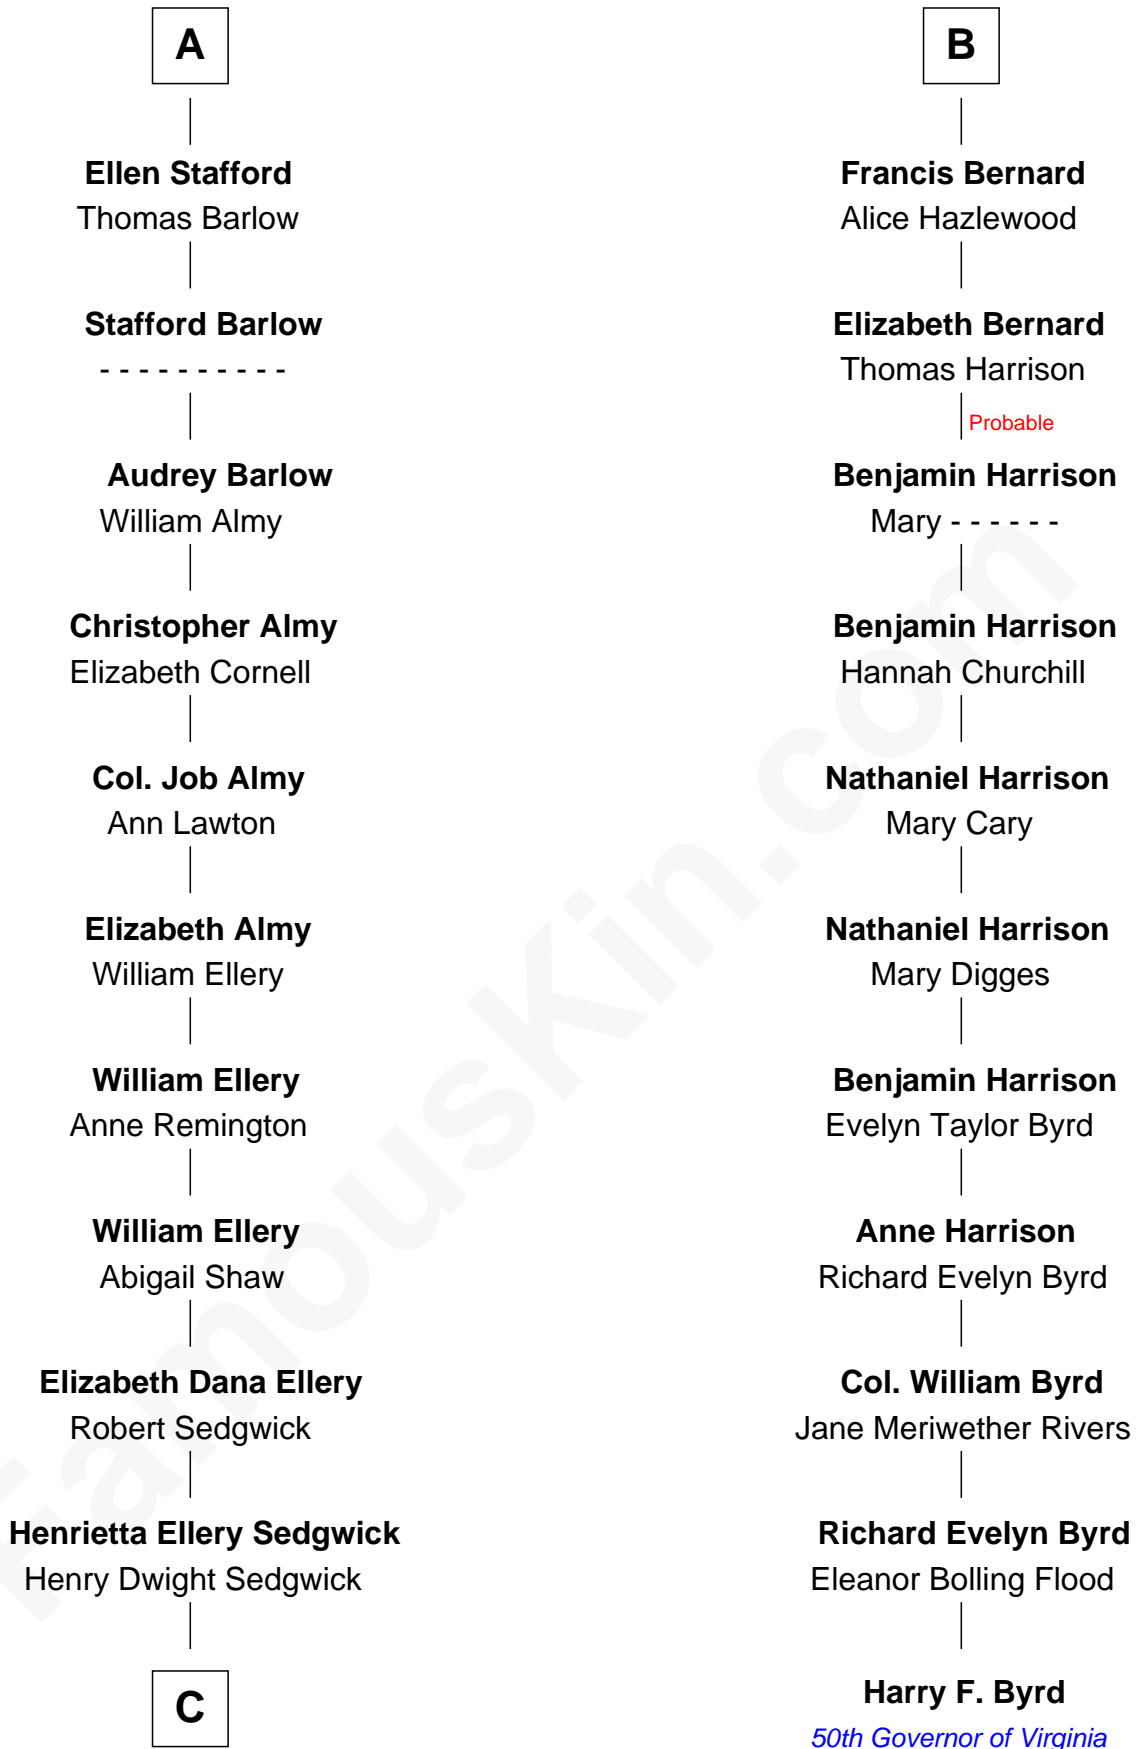 A
Ellen Stafford
Thomas Barlow
Stafford Barlow
- - - - - - - - - -
Audrey Barlow
William Almy
Christopher Almy
Elizabeth Cornell
Col. Job Almy
Ann Lawton
Elizabeth Almy
William Ellery
William Ellery
Anne Remington
William Ellery
Abigail Shaw
Elizabeth Dana Ellery
Robert Sedgwick
Henrietta Ellery Sedgwick
Henry Dwight Sedgwick
C
B
Francis Bernard
Alice Hazlewood
Elizabeth Bernard
Thomas Harrison
Probable
Benjamin Harrison
Mary - - - - - -
Benjamin Harrison
Hannah Churchill
Nathaniel Harrison
Mary Cary
Nathaniel Harrison
Mary Digges
Benjamin Harrison
Evelyn Taylor Byrd
Anne Harrison
Richard Evelyn Byrd
Col. William Byrd
Jane Meriwether Rivers
Richard Evelyn Byrd
Eleanor Bolling Flood
Harry F. Byrd
50th Governor of Virginia
FamousKin.com